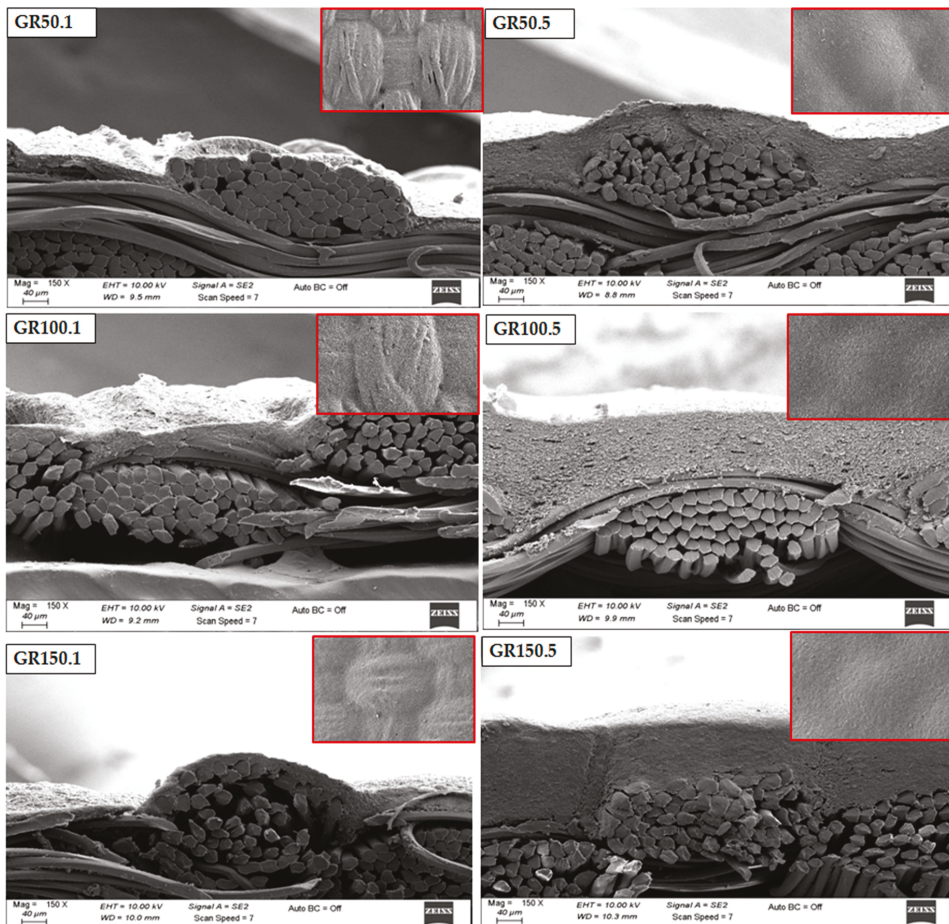 GR50.1
Mag = 150 X
40 µm
EHT = 10.00 kV
WD = 9.5 mm
Signal A = SE2
Scan Speed = 7
Auto BC = Off
ZEISS
GR50.5
Mag = 150 X
40 µm
EHT = 10.00 kV
WD = 8.8 mm
Signal A = SE2
Scan Speed = 7
Auto BC = Off
ZEISS
GR100.1
Mag = 150 X
40 µm
EHT = 10.00 kV
WD = 9.2 mm
Signal A = SE2
Scan Speed = 7
Auto BC = Off
ZEISS
GR100.5
Mag = 150 X
40 µm
EHT = 10.00 kV
WD = 9.9 mm
Signal A = SE2
Scan Speed = 7
Auto BC = Off
ZEISS
GR150.1
Mag = 150 X
40 µm
EHT = 10.00 kV
WD = 10.0 mm
Signal A = SE2
Scan Speed = 7
Auto BC = Off
ZEISS
GR150.5
Mag = 150 X
40 µm
EHT = 10.00 kV
WD = 10.3 mm
Signal A = SE2
Scan Speed = 7
Auto BC = Off
ZEISS